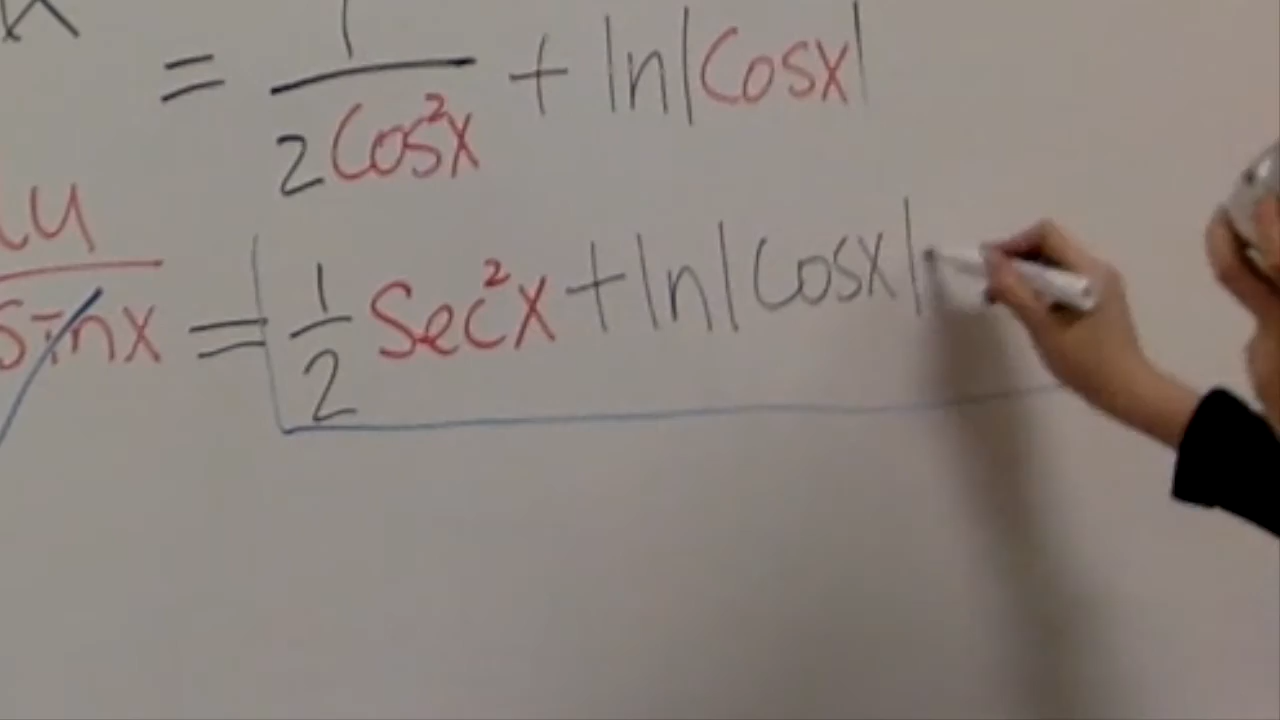 = 1/(2Cos²x) + ln|Cosx|
u
sinx = 1/2 Sec²x + ln|Cosx|